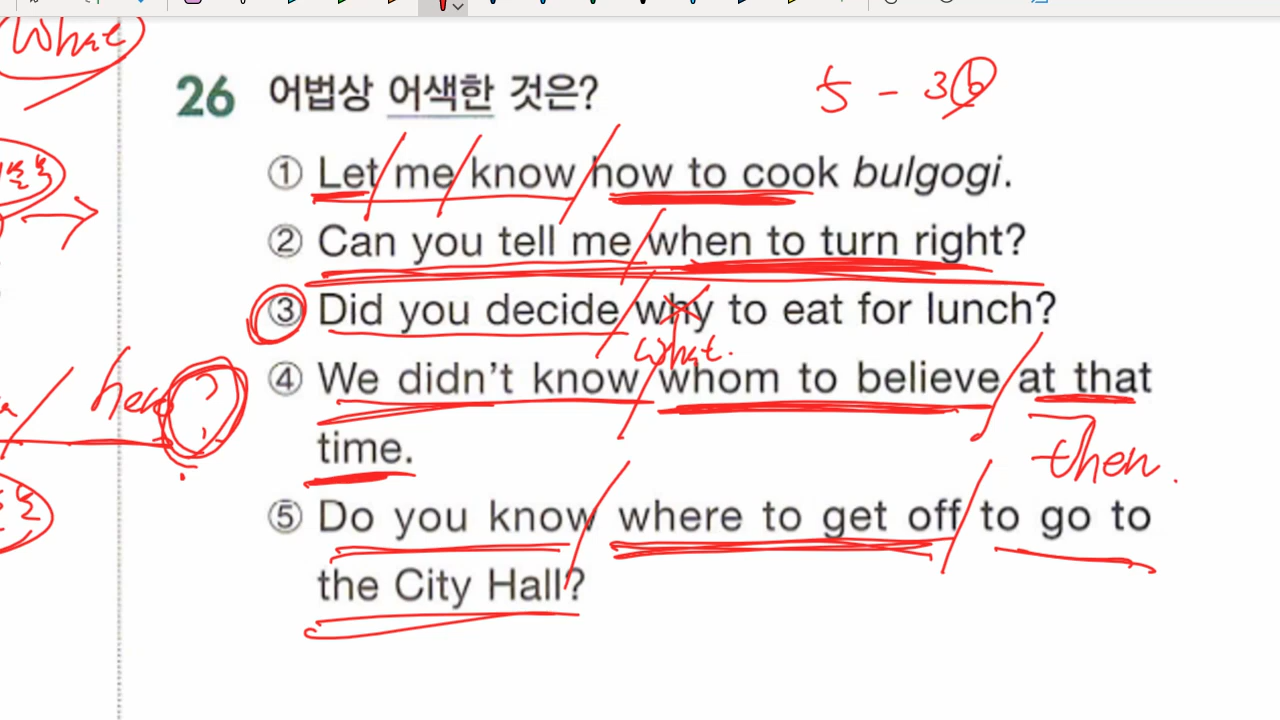 What
26 어법상 어색한 것은?
5 - 3 6
① Let me know how to cook bulgogi.
② Can you tell me when to turn right?
③ Did you decide why to eat for lunch?
what.
④ We didn't know whom to believe at that
time.
then.
⑤ Do you know where to get off to go to
the City Hall?